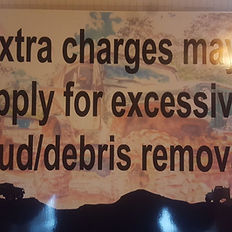 xtra charges may
pply for excessiv
ud/debris remov